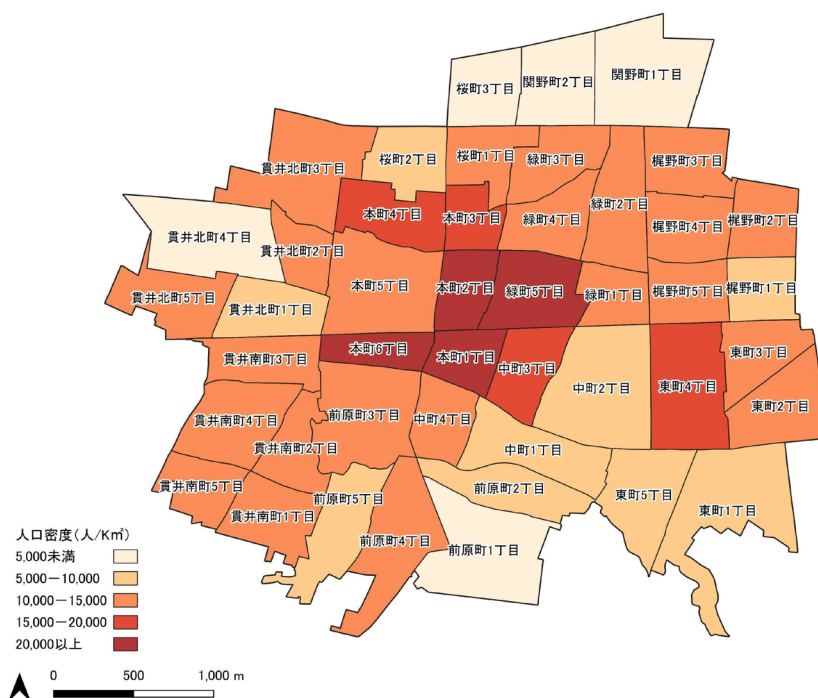 関野町1丁目
関野町2丁目
桜町3丁目
貫井北町3丁目
桜町2丁目
桜町1丁目
緑町3丁目
梶野町3丁目
本町4丁目
本町3丁目
緑町4丁目
緑町2丁目
梶野町4丁目
梶野町2丁目
貫井北町4丁目
貫井北町2丁目
本町5丁目
本町2丁目
緑町5丁目
緑町1丁目
梶野町5丁目
梶野町1丁目
貫井北町5丁目
貫井北町1丁目
貫井南町3丁目
本町6丁目
本町1丁目
中町3丁目
中町2丁目
東町4丁目
東町3丁目
東町2丁目
貫井南町4丁目
貫井南町2丁目
前原町3丁目
中町4丁目
中町1丁目
貫井南町5丁目
貫井南町1丁目
前原町5丁目
前原町2丁目
東町5丁目
東町1丁目
前原町4丁目
前原町1丁目
人口密度(人/K㎡)
5,000未満
5,000－10,000
10,000－15,000
15,000－20,000
20,000以上
0 500 1,000 m